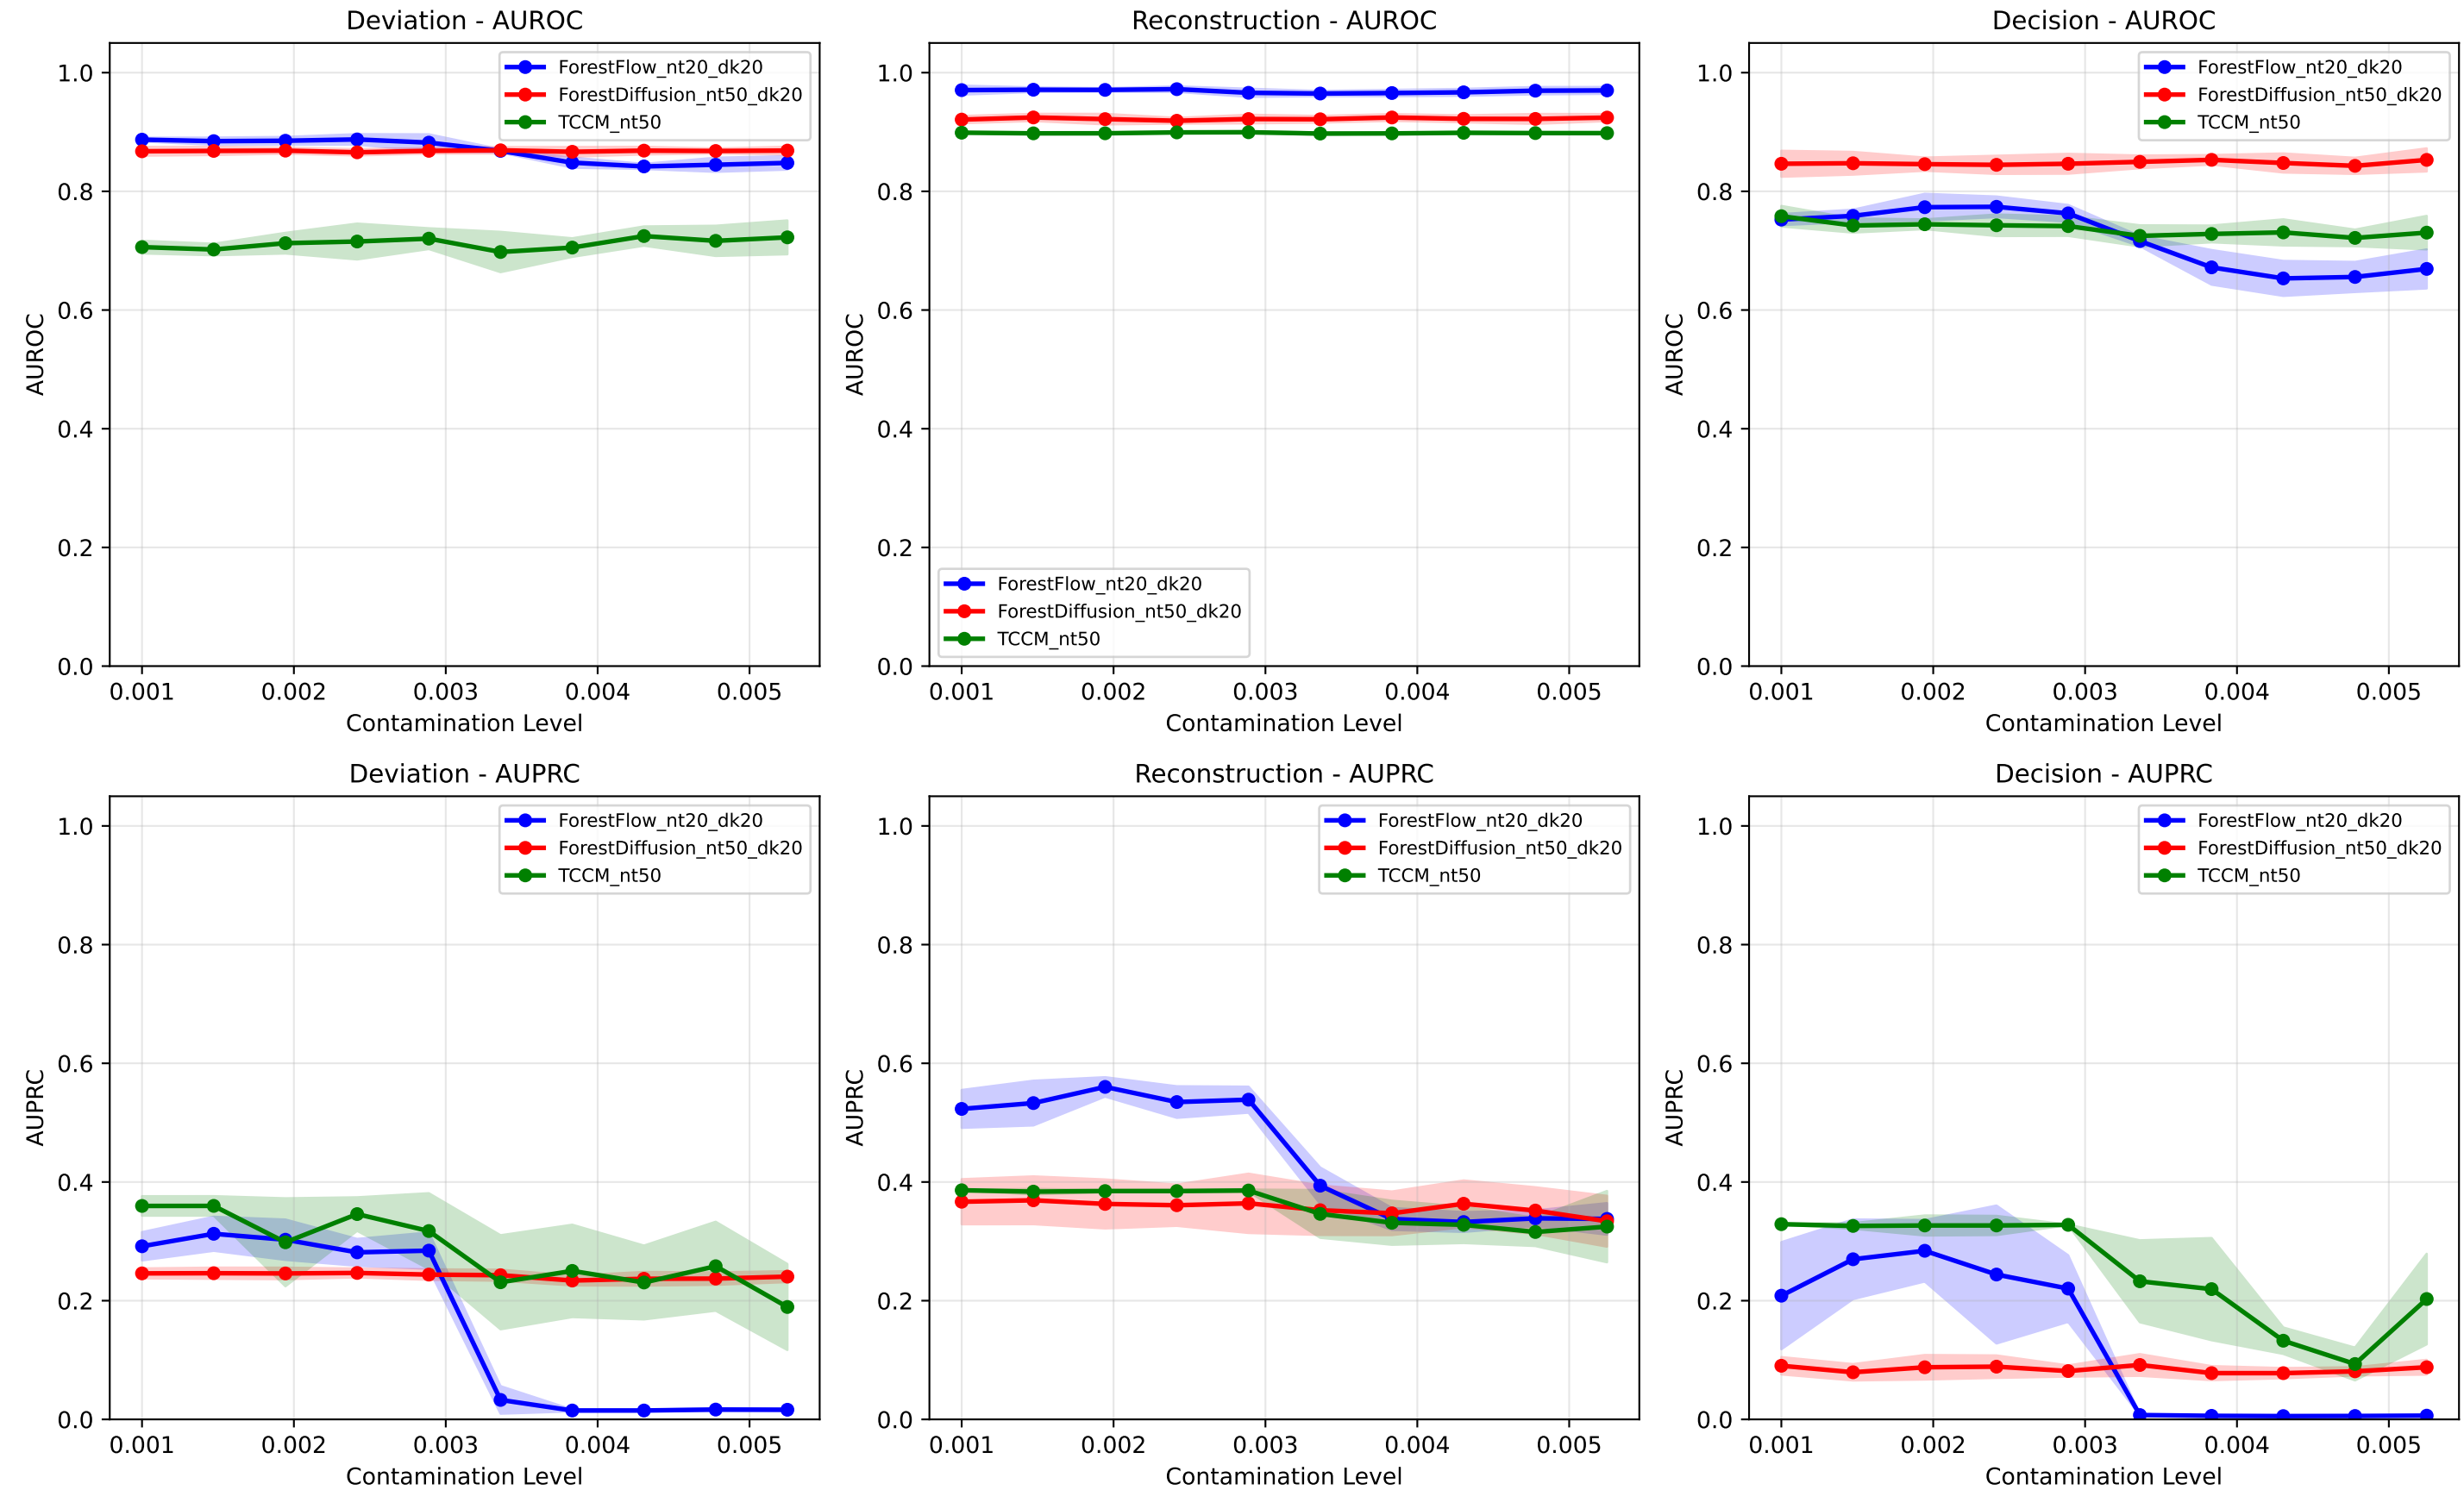 Deviation - AUROC
1.0
0.8
0.6
0.4
0.2
0.0
AUROC
ForestFlow_nt20_dk20
ForestDiffusion_nt50_dk20
TCCM_nt50
0.001 0.002 0.003 0.004 0.005
Contamination Level
Reconstruction - AUROC
1.0
0.8
0.6
0.4
0.2
0.0
AUROC
ForestFlow_nt20_dk20
ForestDiffusion_nt50_dk20
TCCM_nt50
0.001 0.002 0.003 0.004 0.005
Contamination Level
Decision - AUROC
1.0
0.8
0.6
0.4
0.2
0.0
AUROC
ForestFlow_nt20_dk20
ForestDiffusion_nt50_dk20
TCCM_nt50
0.001 0.002 0.003 0.004 0.005
Contamination Level
Deviation - AUPRC
1.0
0.8
0.6
0.4
0.2
0.0
AUPRC
ForestFlow_nt20_dk20
ForestDiffusion_nt50_dk20
TCCM_nt50
0.001 0.002 0.003 0.004 0.005
Contamination Level
Reconstruction - AUPRC
1.0
0.8
0.6
0.4
0.2
0.0
AUPRC
ForestFlow_nt20_dk20
ForestDiffusion_nt50_dk20
TCCM_nt50
0.001 0.002 0.003 0.004 0.005
Contamination Level
Decision - AUPRC
1.0
0.8
0.6
0.4
0.2
0.0
AUPRC
ForestFlow_nt20_dk20
ForestDiffusion_nt50_dk20
TCCM_nt50
0.001 0.002 0.003 0.004 0.005
Contamination Level